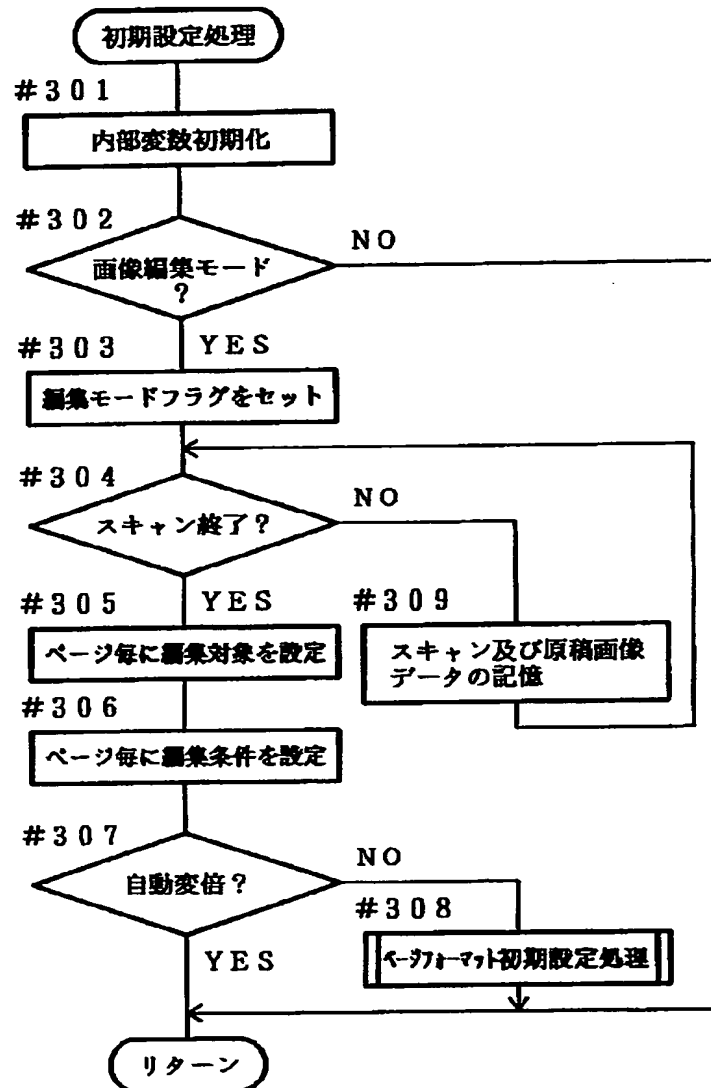 初期設定処理
#301
内部変数初期化
#302
NO
画像編集モード
?
#303
YES
編集モードフラグをセット
#304
NO
スキャン終了?
#305
YES
#309
ページ毎に編集対象を設定
スキャン及び原稿画像
データの記憶
#306
ページ毎に編集条件を設定
#307
NO
自動変倍?
#308
YES
ページフォーマット初期設定処理
リターン